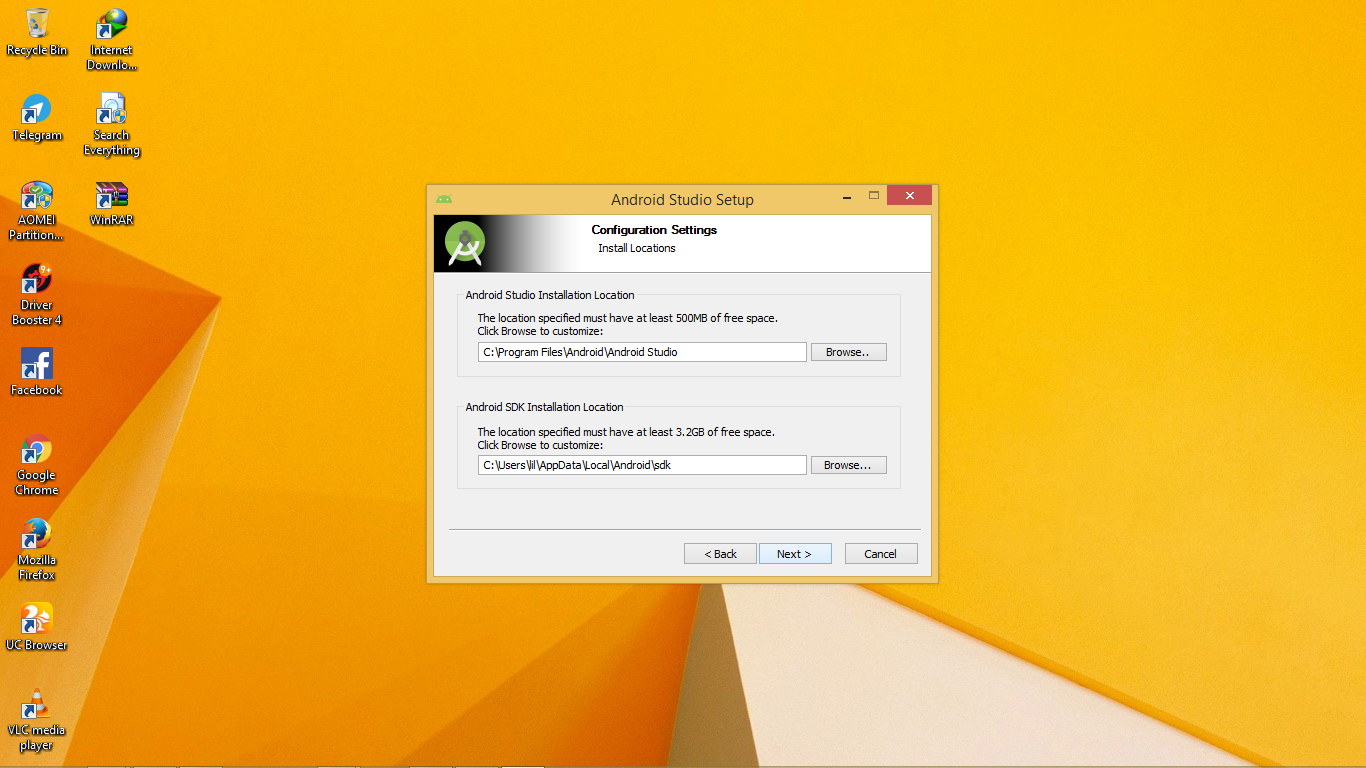 Recycle Bin
Internet
Downlo...
Telegram
Search
Everything
AOMEI
Partition...
WinRAR
9+
Driver
Booster 4
Facebook
Google
Chrome
Mozilla
Firefox
UC Browser
VLC media
player
Android Studio Setup
Configuration Settings
Install Locations
Android Studio Installation Location
The location specified must have at least 500MB of free space.
Click Browse to customize:
C:\Program Files\Android\Android Studio
Browse..
Android SDK Installation Location
The location specified must have at least 3.2GB of free space.
Click Browse to customize:
C:\Users\lil\AppData\Local\Android\sdk
Browse...
< Back
Next >
Cancel